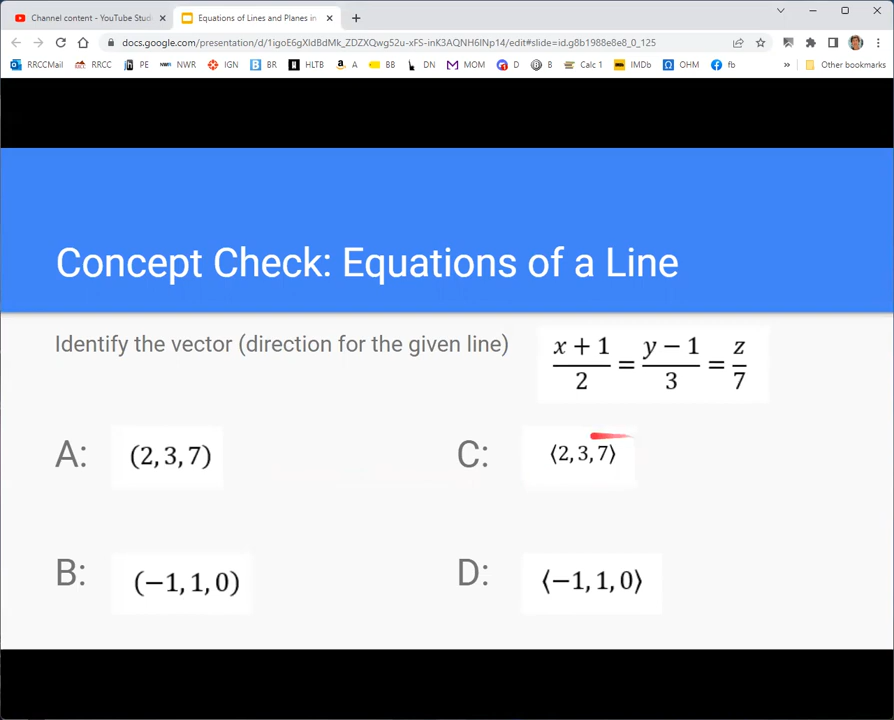 Channel content - YouTube Stud
Equations of Lines and Planes in
docs.google.com/presentation/d/1igoE6gXIdBdMk_ZDZXQwg52u-xFS-inK3AQNH6INp14/edit#slide=id.g8b1988e8e8_0_125
RRCCMail RRCC PE NWR IGN BR HLTB A BB DN MOM D B Calc 1 IMDb OHM fb » Other bookmarks
Concept Check: Equations of a Line
Identify the vector (direction for the given line)
(x + 1)/2 = (y − 1)/3 = z/7
A: (2, 3, 7)
C: ⟨2, 3, 7⟩
B: (−1, 1, 0)
D: ⟨−1, 1, 0⟩